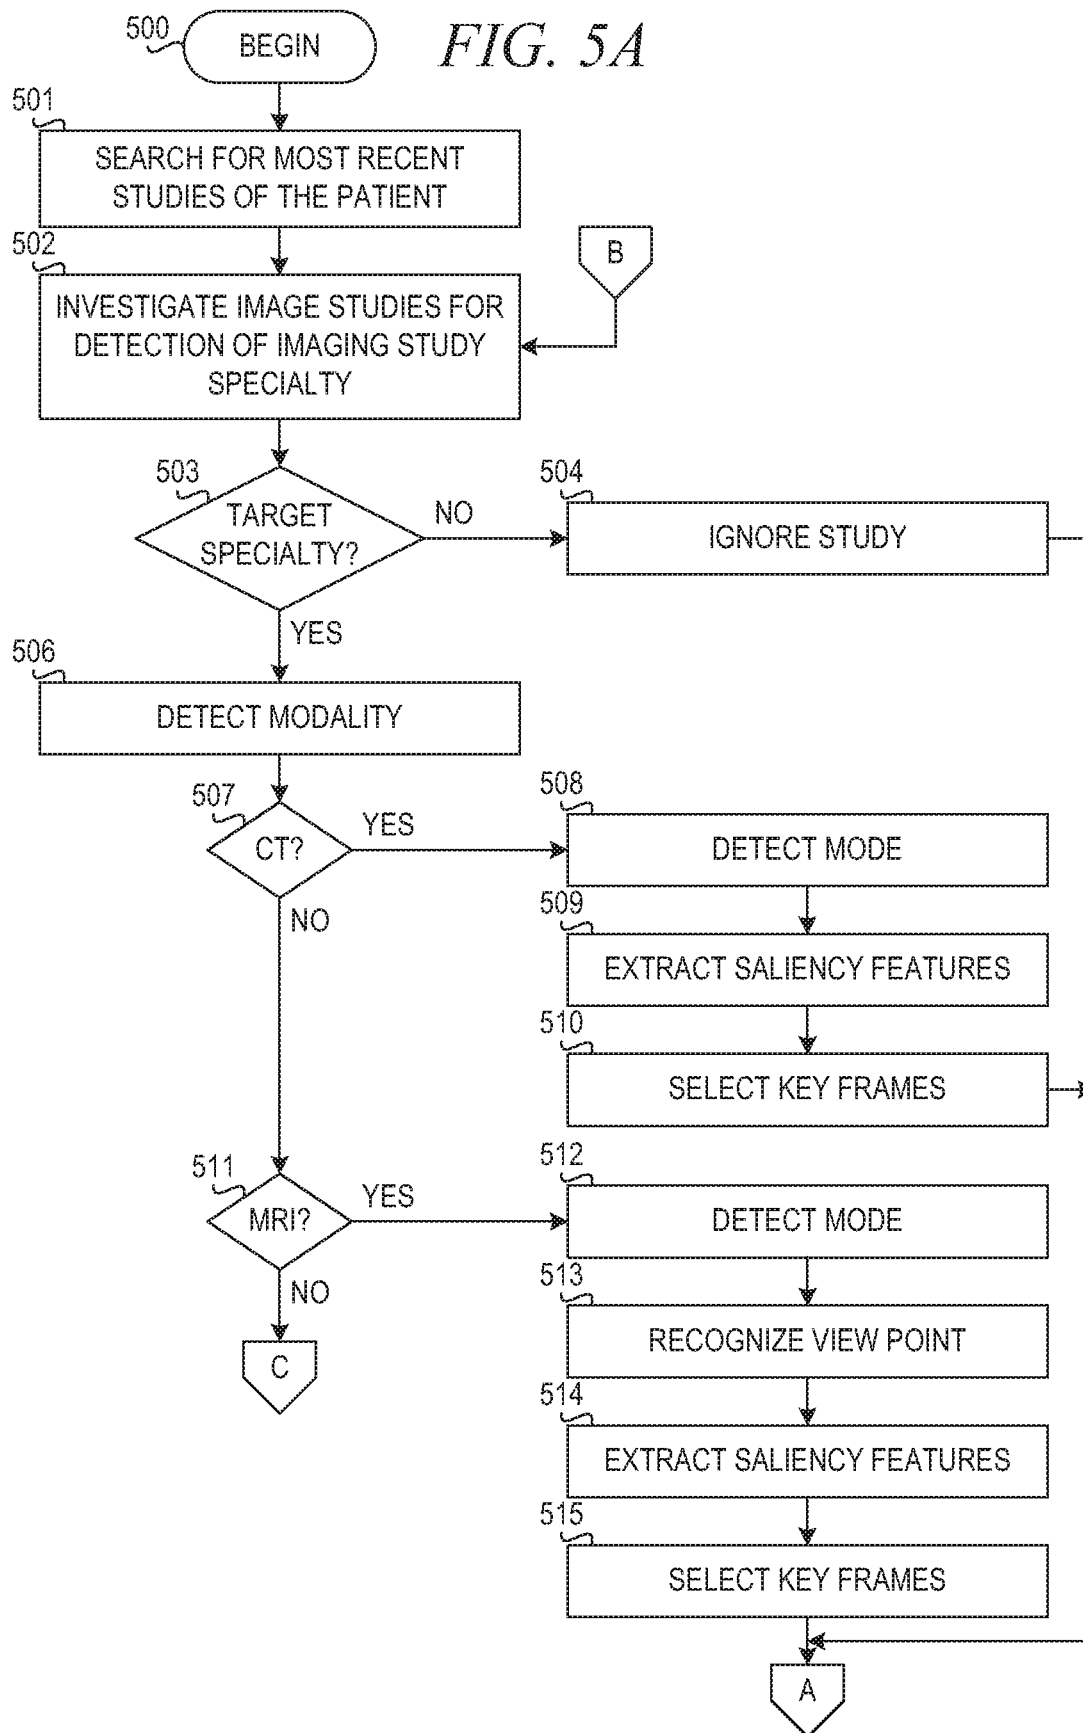 500
BEGIN
FIG. 5A
501
SEARCH FOR MOST RECENT
STUDIES OF THE PATIENT
502
B
INVESTIGATE IMAGE STUDIES FOR
DETECTION OF IMAGING STUDY
SPECIALTY
503
TARGET
SPECIALTY?
NO
504
IGNORE STUDY
YES
506
DETECT MODALITY
507
CT?
YES
508
DETECT MODE
NO
509
EXTRACT SALIENCY FEATURES
510
SELECT KEY FRAMES
511
MRI?
YES
512
DETECT MODE
NO
C
513
RECOGNIZE VIEW POINT
514
EXTRACT SALIENCY FEATURES
515
SELECT KEY FRAMES
A